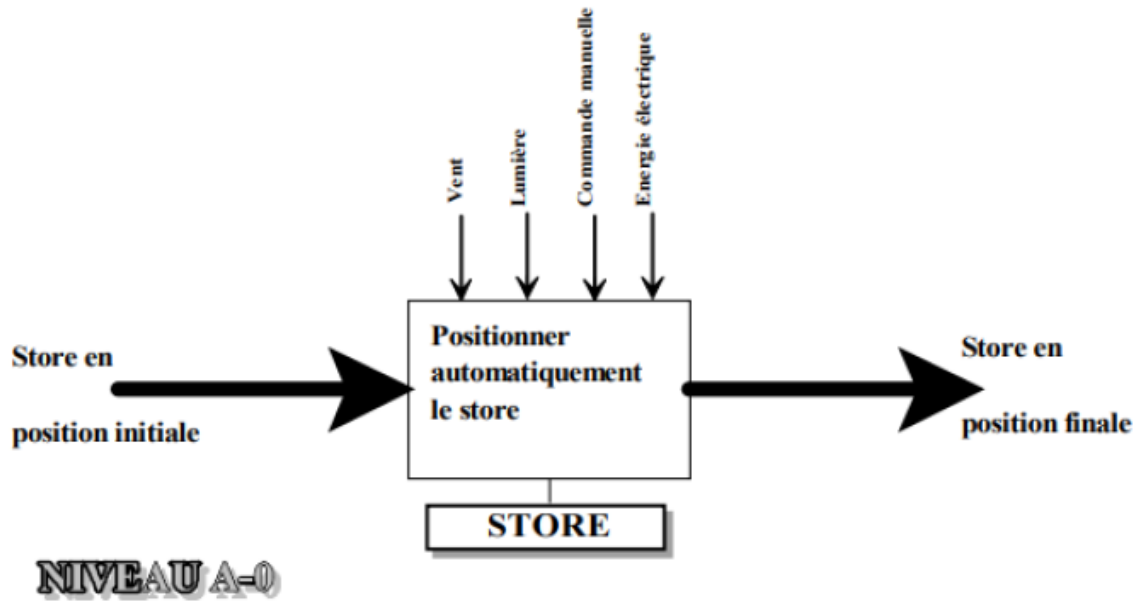 Vent
Lumière
Commande manuelle
Energie électrique
Store en
position initiale
Positionner
automatiquement
le store
Store en
position finale
STORE
NIVEAU A-0